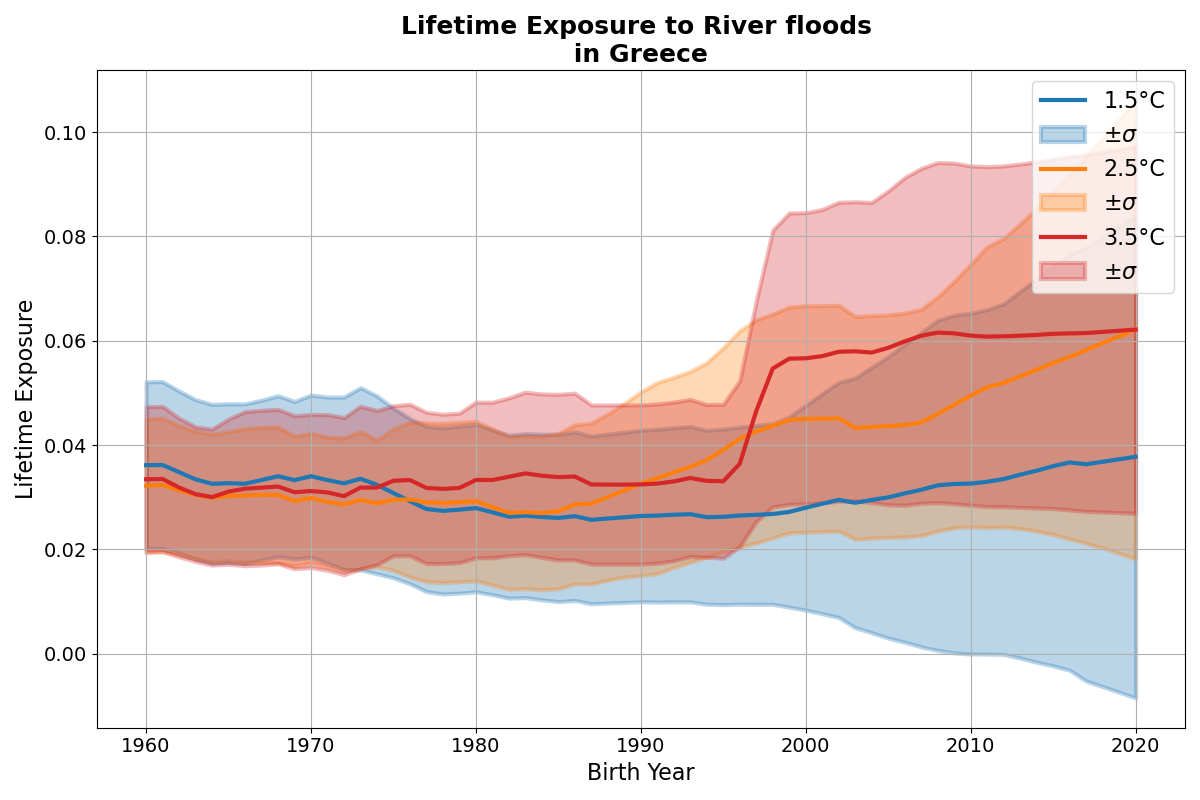 Lifetime Exposure to River floods
in Greece
Lifetime Exposure
0.10
0.08
0.06
0.04
0.02
0.00
1.5°C
±σ
2.5°C
±σ
3.5°C
±σ
1960 1970 1980 1990 2000 2010 2020
Birth Year